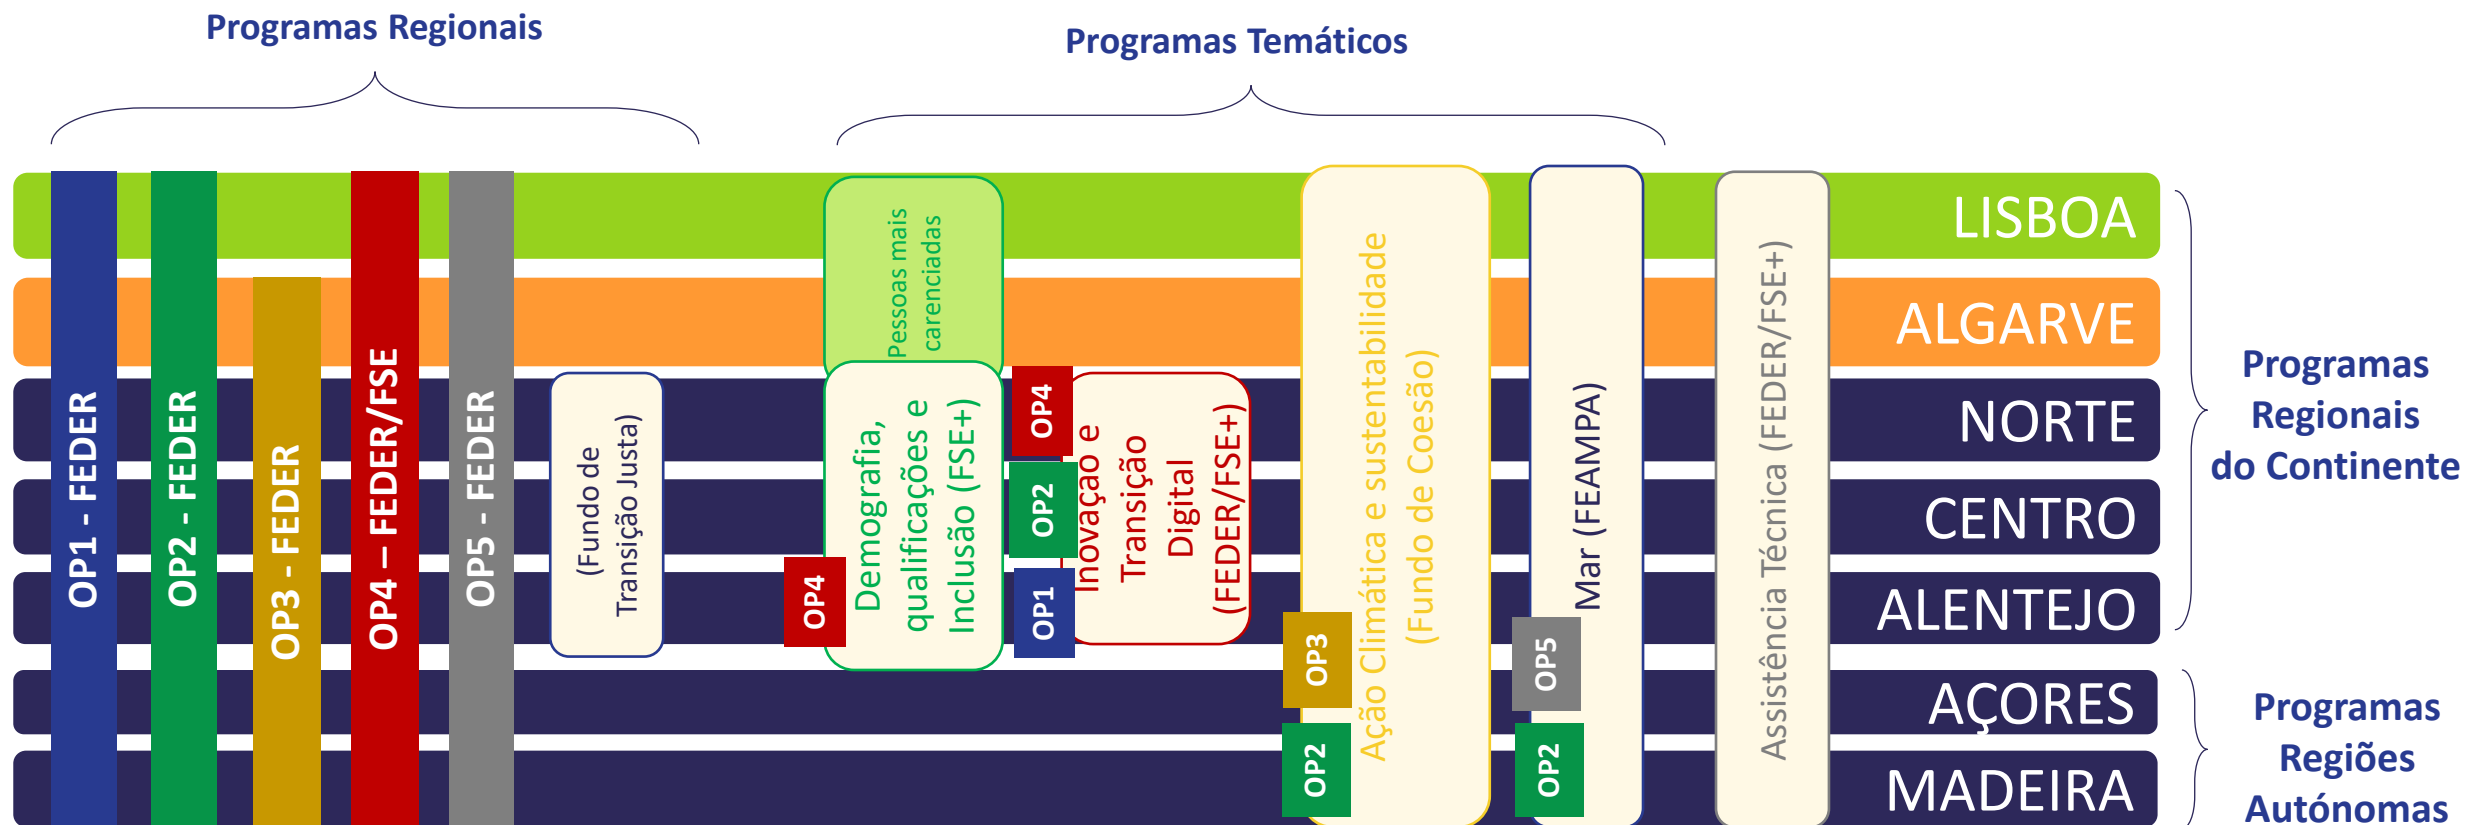 Programas Regionais
Programas Temáticos
OP1 - FEDER
OP2 - FEDER
OP3 - FEDER
OP4 – FEDER/FSE
OP5 - FEDER
(Fundo de
Transição Justa)
Pessoas mais
carenciadas
OP4
Demografia,
qualificações e
Inclusão (FSE+)
OP4
OP2
OP1
Inovação e
Transição
Digital
(FEDER/FSE+)
OP3
OP2
Ação Climática e sustentabilidade
(Fundo de Coesão)
OP5
OP2
Mar (FEAMPA)
Assistência Técnica (FEDER/FSE+)
LISBOA
ALGARVE
NORTE
CENTRO
ALENTEJO
AÇORES
MADEIRA
Programas
Regionais
do Continente
Programas
Regiões
Autónomas